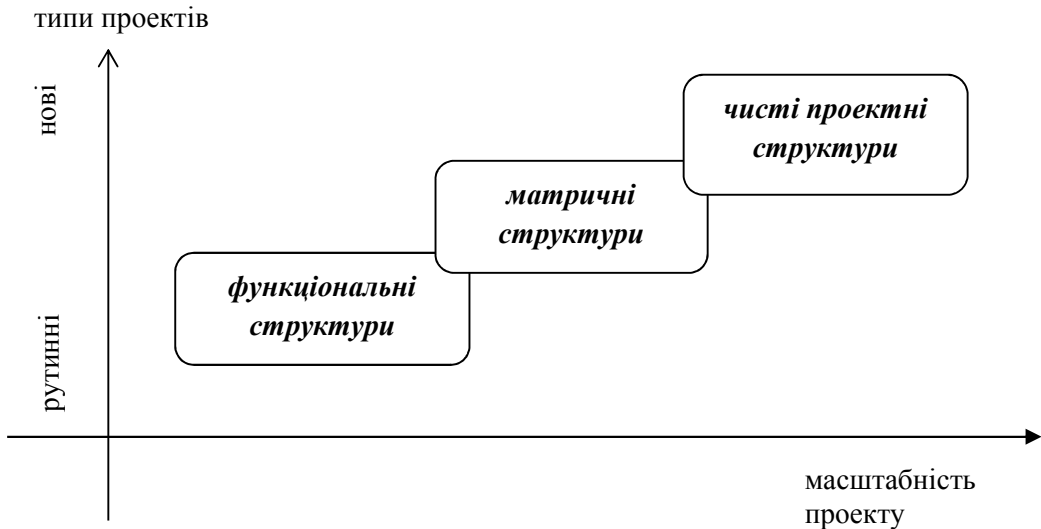 типи проектів
нові
чисті проектні
структури
матричні
структури
функціональні
структури
рутинні
масштабність
проекту